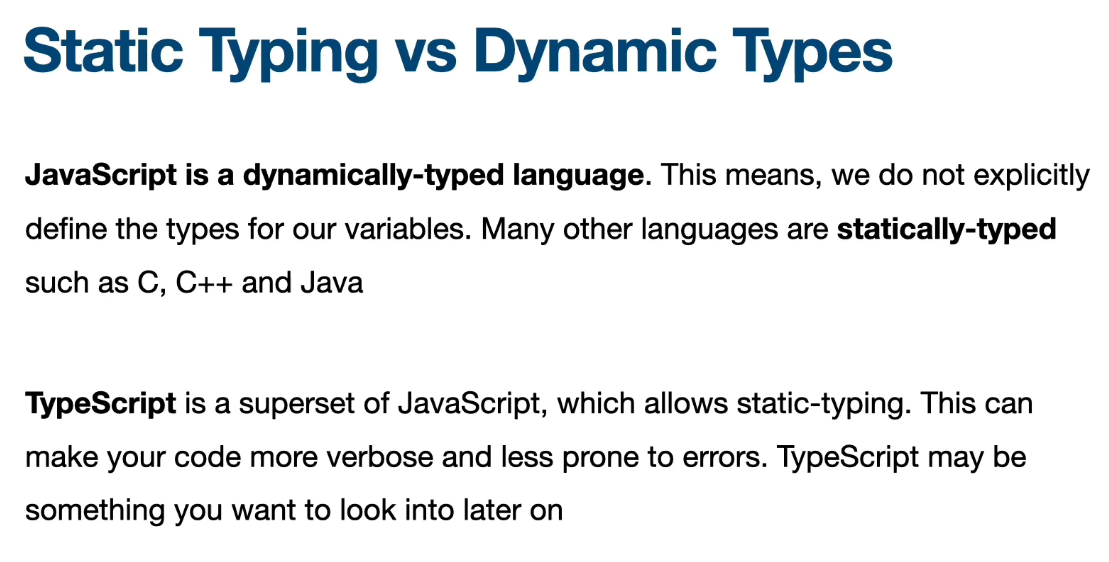 Static Typing vs Dynamic Types
JavaScript is a dynamically-typed language. This means, we do not explicitly
define the types for our variables. Many other languages are statically-typed
such as C, C++ and Java
TypeScript is a superset of JavaScript, which allows static-typing. This can
make your code more verbose and less prone to errors. TypeScript may be
something you want to look into later on